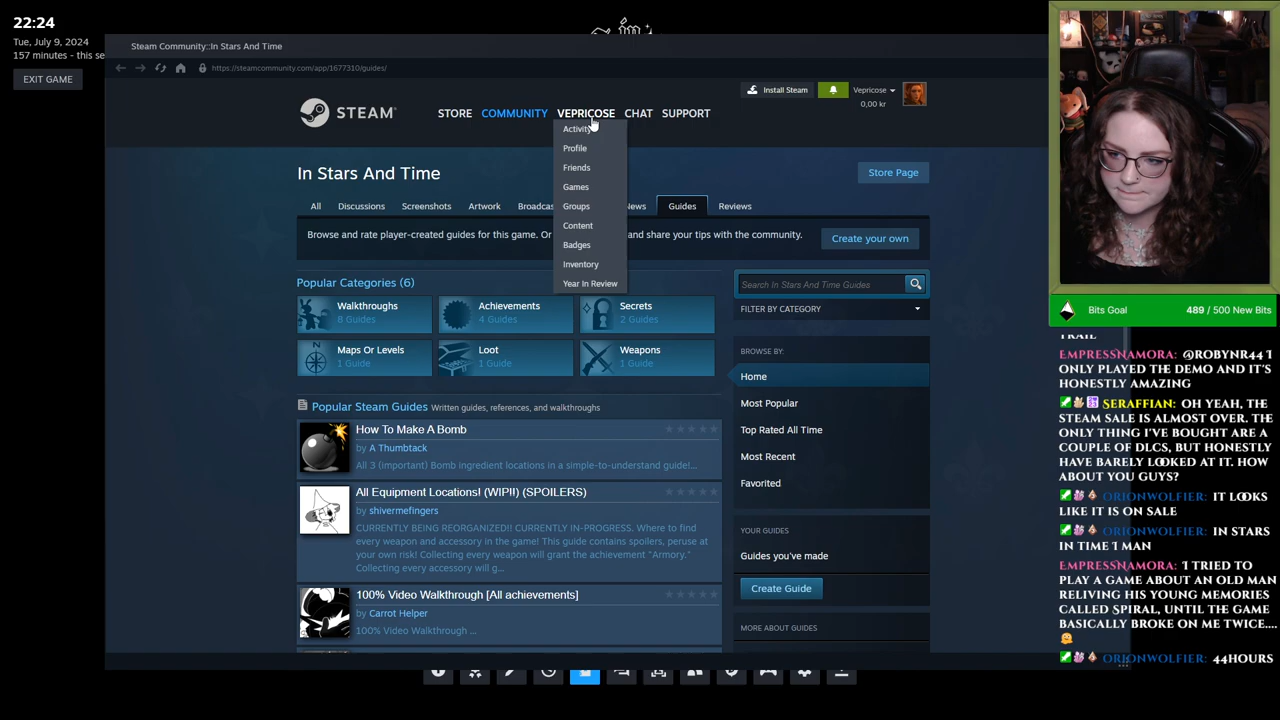 22:24
Tue, July 9, 2024
157 minutes - this se
EXIT GAME
Steam Community::In Stars And Time
https://steamcommunity.com/app/1677310/guides/
Install Steam
Vepricose
0,00 kr
STEAM
STORE
COMMUNITY
VEPRICOSE
CHAT
SUPPORT
Activity
Profile
Friends
Games
Groups
Content
Badges
Inventory
Year In Review
In Stars And Time
Store Page
All
Discussions
Screenshots
Artwork
Broadcas
News
Guides
Reviews
Browse and rate player-created guides for this game. Or
and share your tips with the community.
Create your own
Popular Categories (6)
Walkthroughs
8 Guides
Achievements
4 Guides
Secrets
2 Guides
Maps Or Levels
1 Guide
Loot
1 Guide
Weapons
1 Guide
Popular Steam Guides
Written guides, references, and walkthroughs
How To Make A Bomb
by A Thumbtack
All 3 (important) Bomb ingredient locations in a simple-to-understand guide!...
All Equipment Locations! (WIP!!) (SPOILERS)
by shivermefingers
CURRENTLY BEING REORGANIZED!! CURRENTLY IN-PROGRESS. Where to find
every weapon and accessory in the game! This guide contains spoilers, peruse at
your own risk! Collecting every weapon will grant the achievement "Armory."
Collecting every accessory will g...
100% Video Walkthrough [All achievements]
by Carrot Helper
100% Video Walkthrough ...
Search In Stars And Time Guides
FILTER BY CATEGORY
BROWSE BY:
Home
Most Popular
Top Rated All Time
Most Recent
Favorited
YOUR GUIDES
Guides you've made
Create Guide
MORE ABOUT GUIDES
Bits Goal
489 / 500 New Bits
TRAIL
EMPRESSNAMORA: @ROBYNR44 I
ONLY PLAYED THE DEMO AND IT'S
HONESTLY AMAZING
SERAFFIAN: OH YEAH, THE
STEAM SALE IS ALMOST OVER. THE
ONLY THING I'VE BOUGHT ARE A
COUPLE OF DLCS, BUT HONESTLY
HAVE BARELY LOOKED AT IT. HOW
ABOUT YOU GUYS?
ORIONWOLFIER: IT LOOKS
LIKE IT IS ON SALE
ORIONWOLFIER: IN STARS
IN TIME I MAN
EMPRESSNAMORA: I TRIED TO
PLAY A GAME ABOUT AN OLD MAN
RELIVING HIS YOUNG MEMORIES
CALLED SPIRAL, UNTIL THE GAME
BASICALLY BROKE ON ME TWICE....
ORIONWOLFIER: 44HOURS